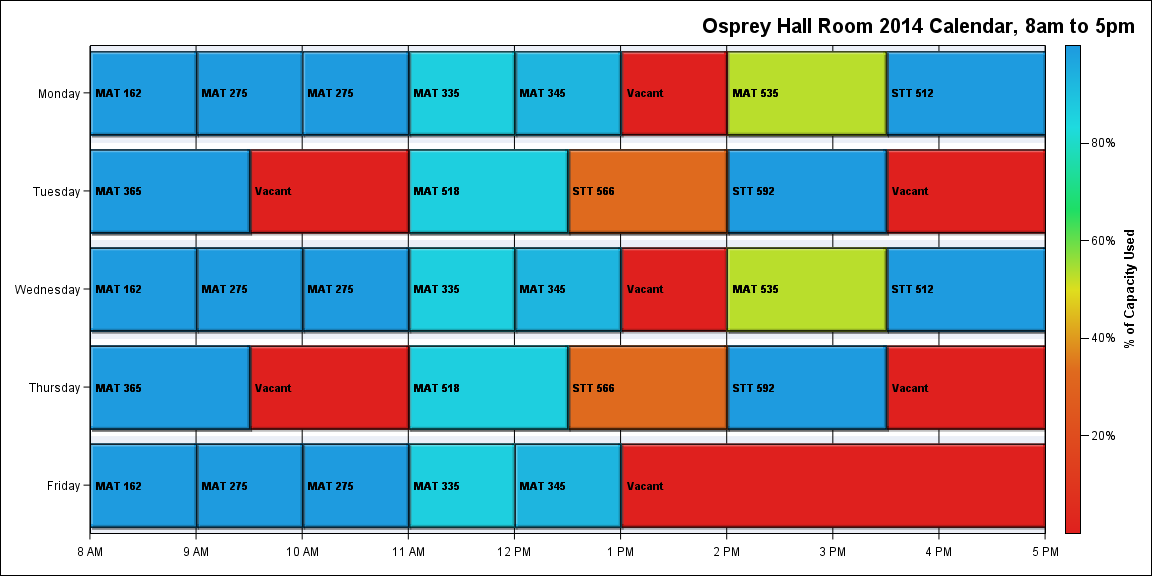 Osprey Hall Room 2014 Calendar, 8am to 5pm
Monday
MAT 162
MAT 275
MAT 275
MAT 335
MAT 345
Vacant
MAT 535
STT 512
Tuesday
MAT 365
Vacant
MAT 518
STT 566
STT 592
Vacant
Wednesday
MAT 162
MAT 275
MAT 275
MAT 335
MAT 345
Vacant
MAT 535
STT 512
Thursday
MAT 365
Vacant
MAT 518
STT 566
STT 592
Vacant
Friday
MAT 162
MAT 275
MAT 275
MAT 335
MAT 345
Vacant
8 AM
9 AM
10 AM
11 AM
12 PM
1 PM
2 PM
3 PM
4 PM
5 PM
80%
60%
40%
20%
% of Capacity Used